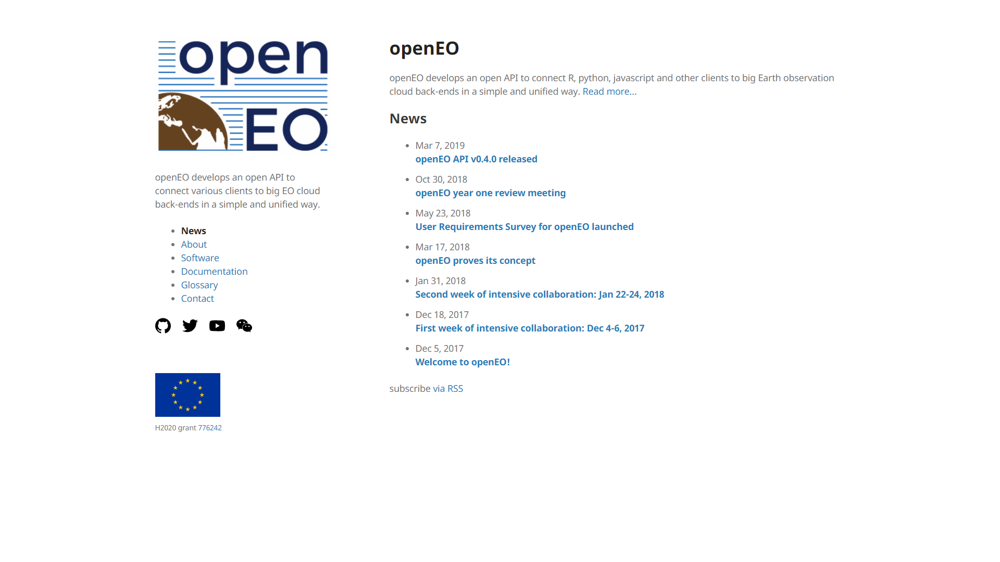 open
EO
openEO develops an open API to
connect various clients to big EO cloud
back-ends in a simple and unified way.
News
About
Software
Documentation
Glossary
Contact
H2020 grant 776242
openEO
openEO develops an open API to connect R, python, javascript and other clients to big Earth observation
cloud back-ends in a simple and unified way. Read more...
News
Mar 7, 2019
openEO API v0.4.0 released
Oct 30, 2018
openEO year one review meeting
May 23, 2018
User Requirements Survey for openEO launched
Mar 17, 2018
openEO proves its concept
Jan 31, 2018
Second week of intensive collaboration: Jan 22-24, 2018
Dec 18, 2017
First week of intensive collaboration: Dec 4-6, 2017
Dec 5, 2017
Welcome to openEO!
subscribe via RSS